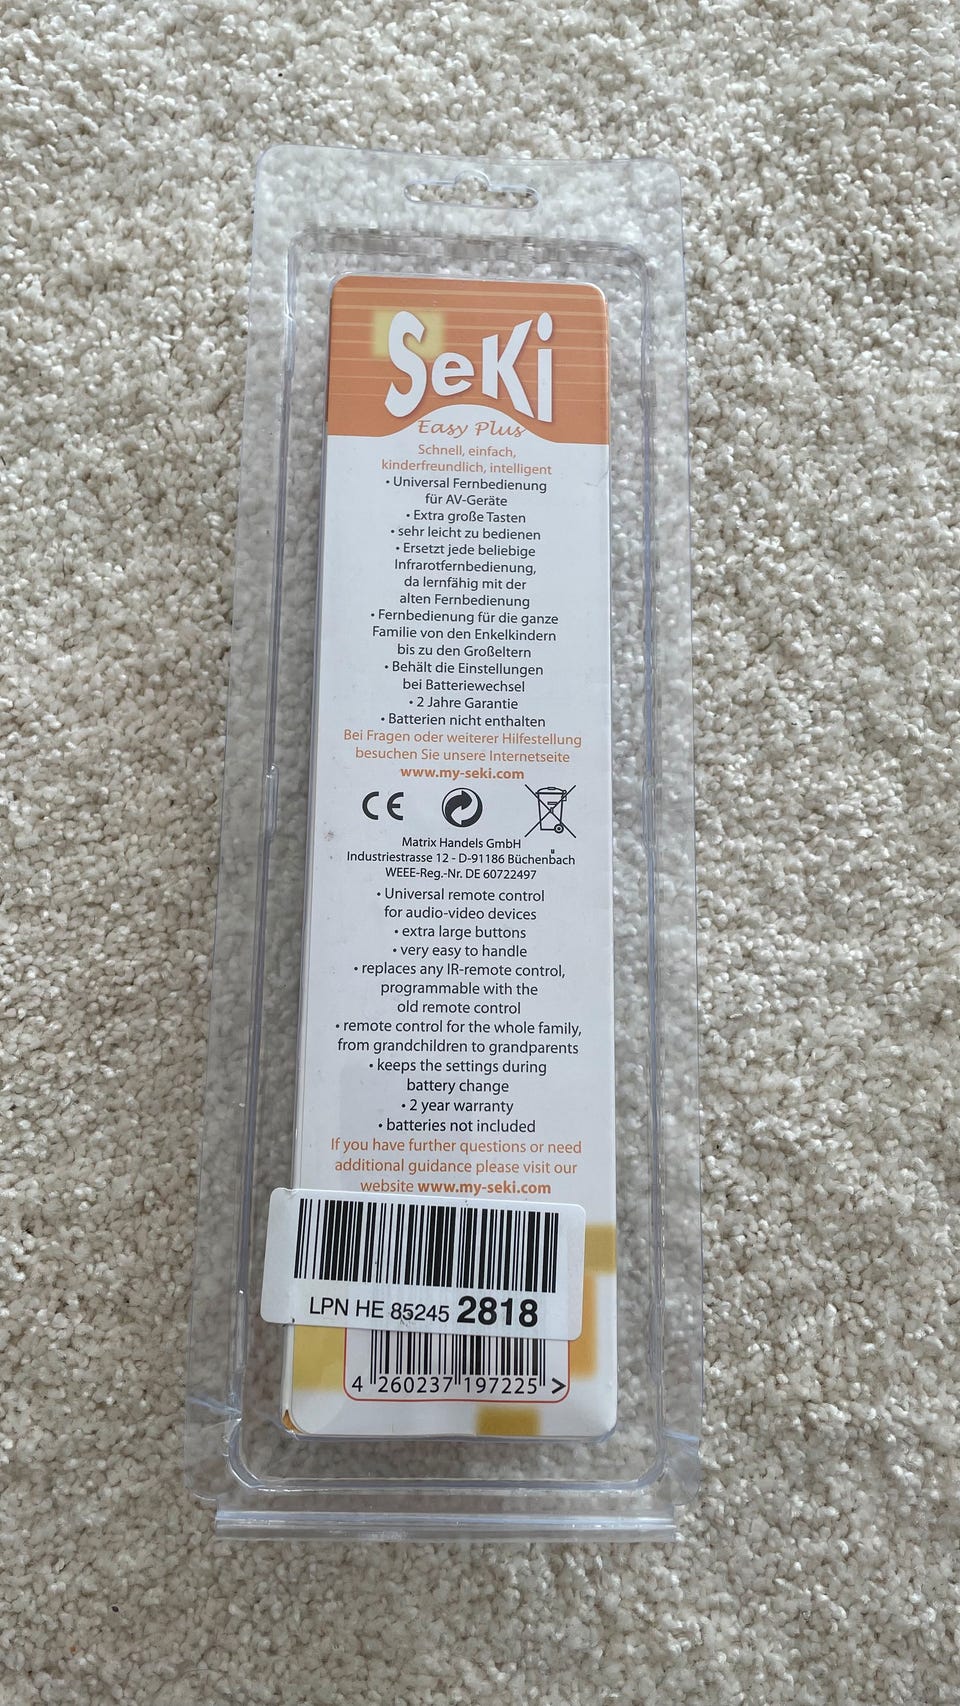 SeKi
Easy Plus
Schnell, einfach,
kinderfreundlich, intelligent
• Universal Fernbedienung
für AV-Geräte
• Extra große Tasten
• sehr leicht zu bedienen
• Ersetzt jede beliebige
Infrarotfernbedienung,
da lernfähig mit der
alten Fernbedienung
• Fernbedienung für die ganze
Familie von den Enkelkindern
bis zu den Großeltern
• Behält die Einstellungen
bei Batteriewechsel
• 2 Jahre Garantie
• Batterien nicht enthalten
Bei Fragen oder weiterer Hilfestellung
besuchen Sie unsere Internetseite
www.my-seki.com
CE
Matrix Handels GmbH
Industriestrasse 12 - D-91186 Büchenbach
WEEE-Reg.-Nr. DE 60722497
• Universal remote control
for audio-video devices
• extra large buttons
• very easy to handle
• replaces any IR-remote control,
programmable with the
old remote control
• remote control for the whole family,
from grandchildren to grandparents
• keeps the settings during
battery change
• 2 year warranty
• batteries not included
If you have further questions or need
additional guidance please visit our
website www.my-seki.com
LPN HE 85245 2818
4 260237 197225 >